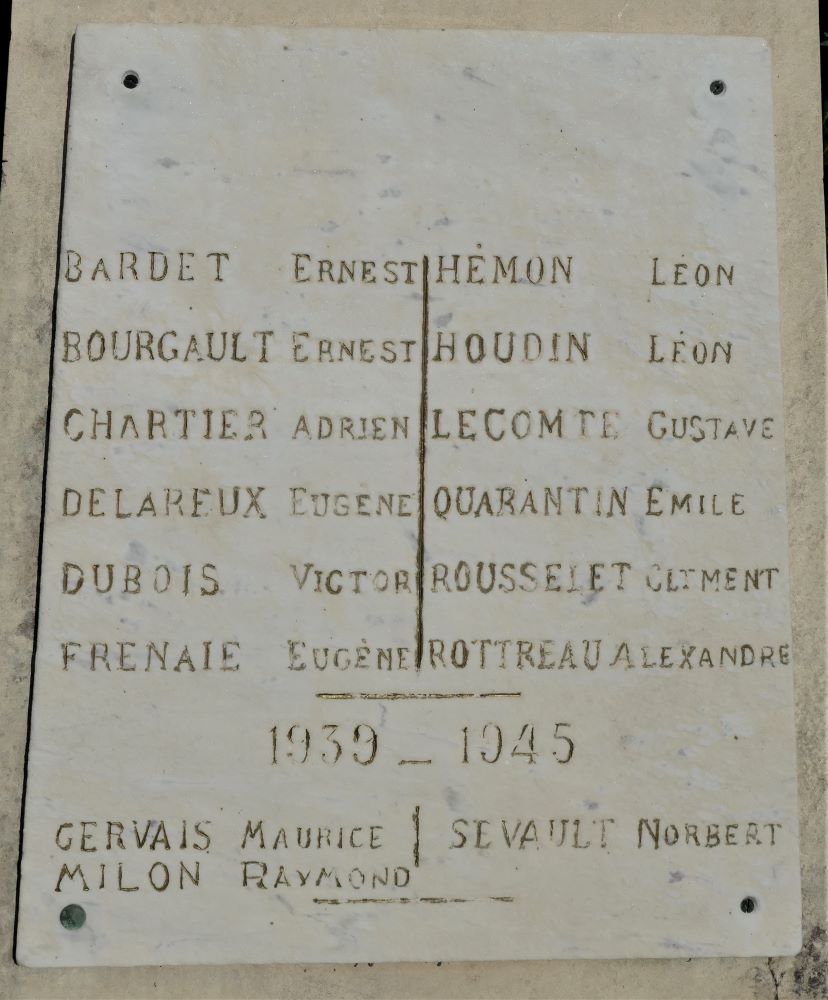 BARDET ERNEST HÉMON LÉON
BOURGAULT ERNEST HOUDIN LÉON
CHARTIER ADRIEN LECOMTE GUSTAVE
DELAREUX EUGENE QUARANTIN EMILE
DUBOIS VICTOR ROUSSELET CLEMENT
FRENAIE EUGÈNE ROTTREAU ALEXANDRE
1939 - 1945
GERVAIS MAURICE SEVAULT NORBERT
MILON RAYMOND